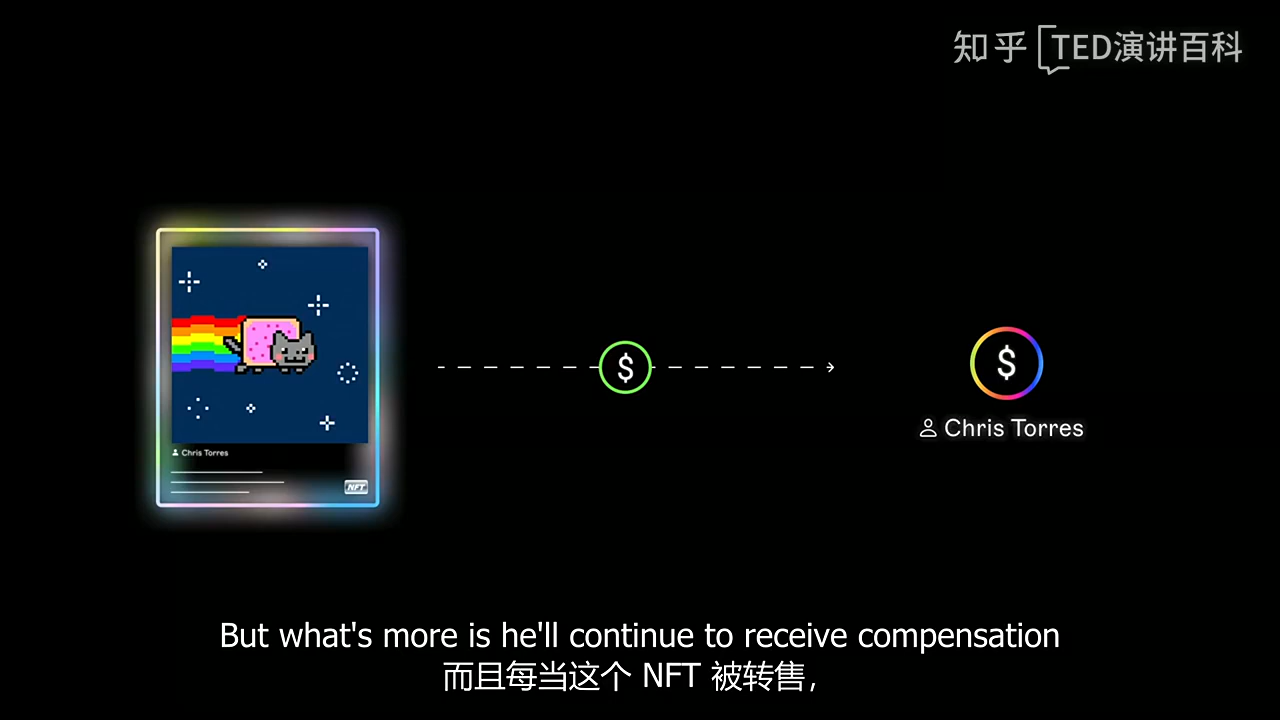 知乎 TED演讲百科
Chris Torres
NFT
$
$
Chris Torres
But what's more is he'll continue to receive compensation
而且每当这个 NFT 被转售，